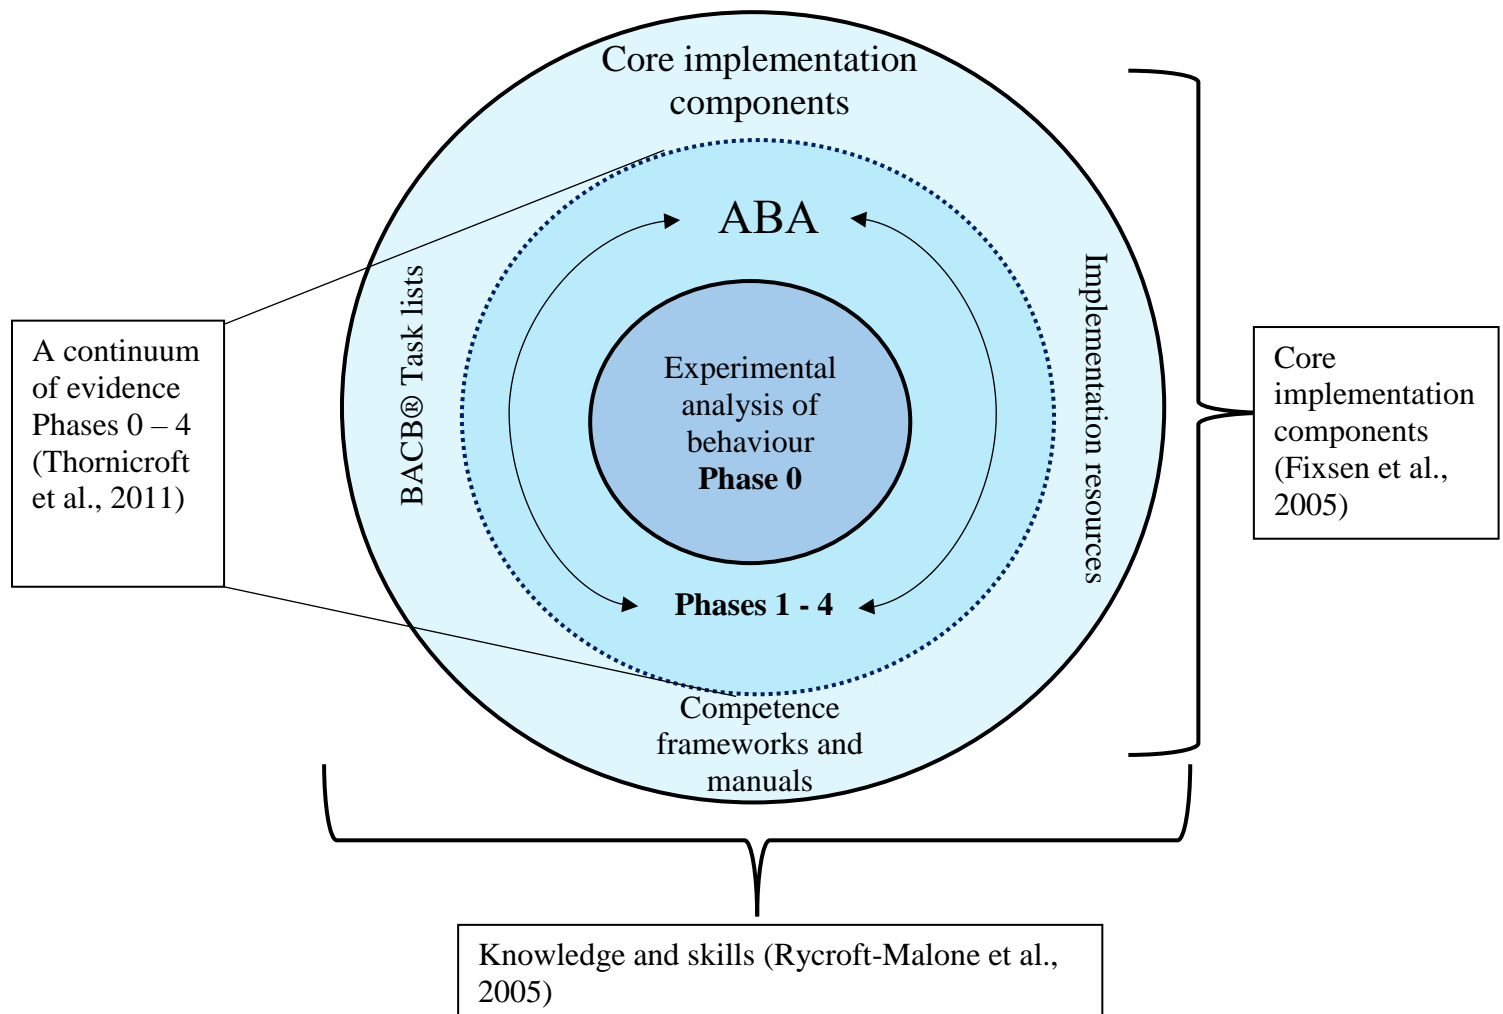 Core implementation
components
ABA
BACB® Task lists
Implementation resources
Experimental
analysis of
behaviour
Phase 0
Phases 1 - 4
Competence
frameworks and
manuals
A continuum
of evidence
Phases 0 – 4
(Thornicroft
et al., 2011)
Core
implementation
components
(Fixsen et al.,
2005)
Knowledge and skills (Rycroft-Malone et al.,
2005)